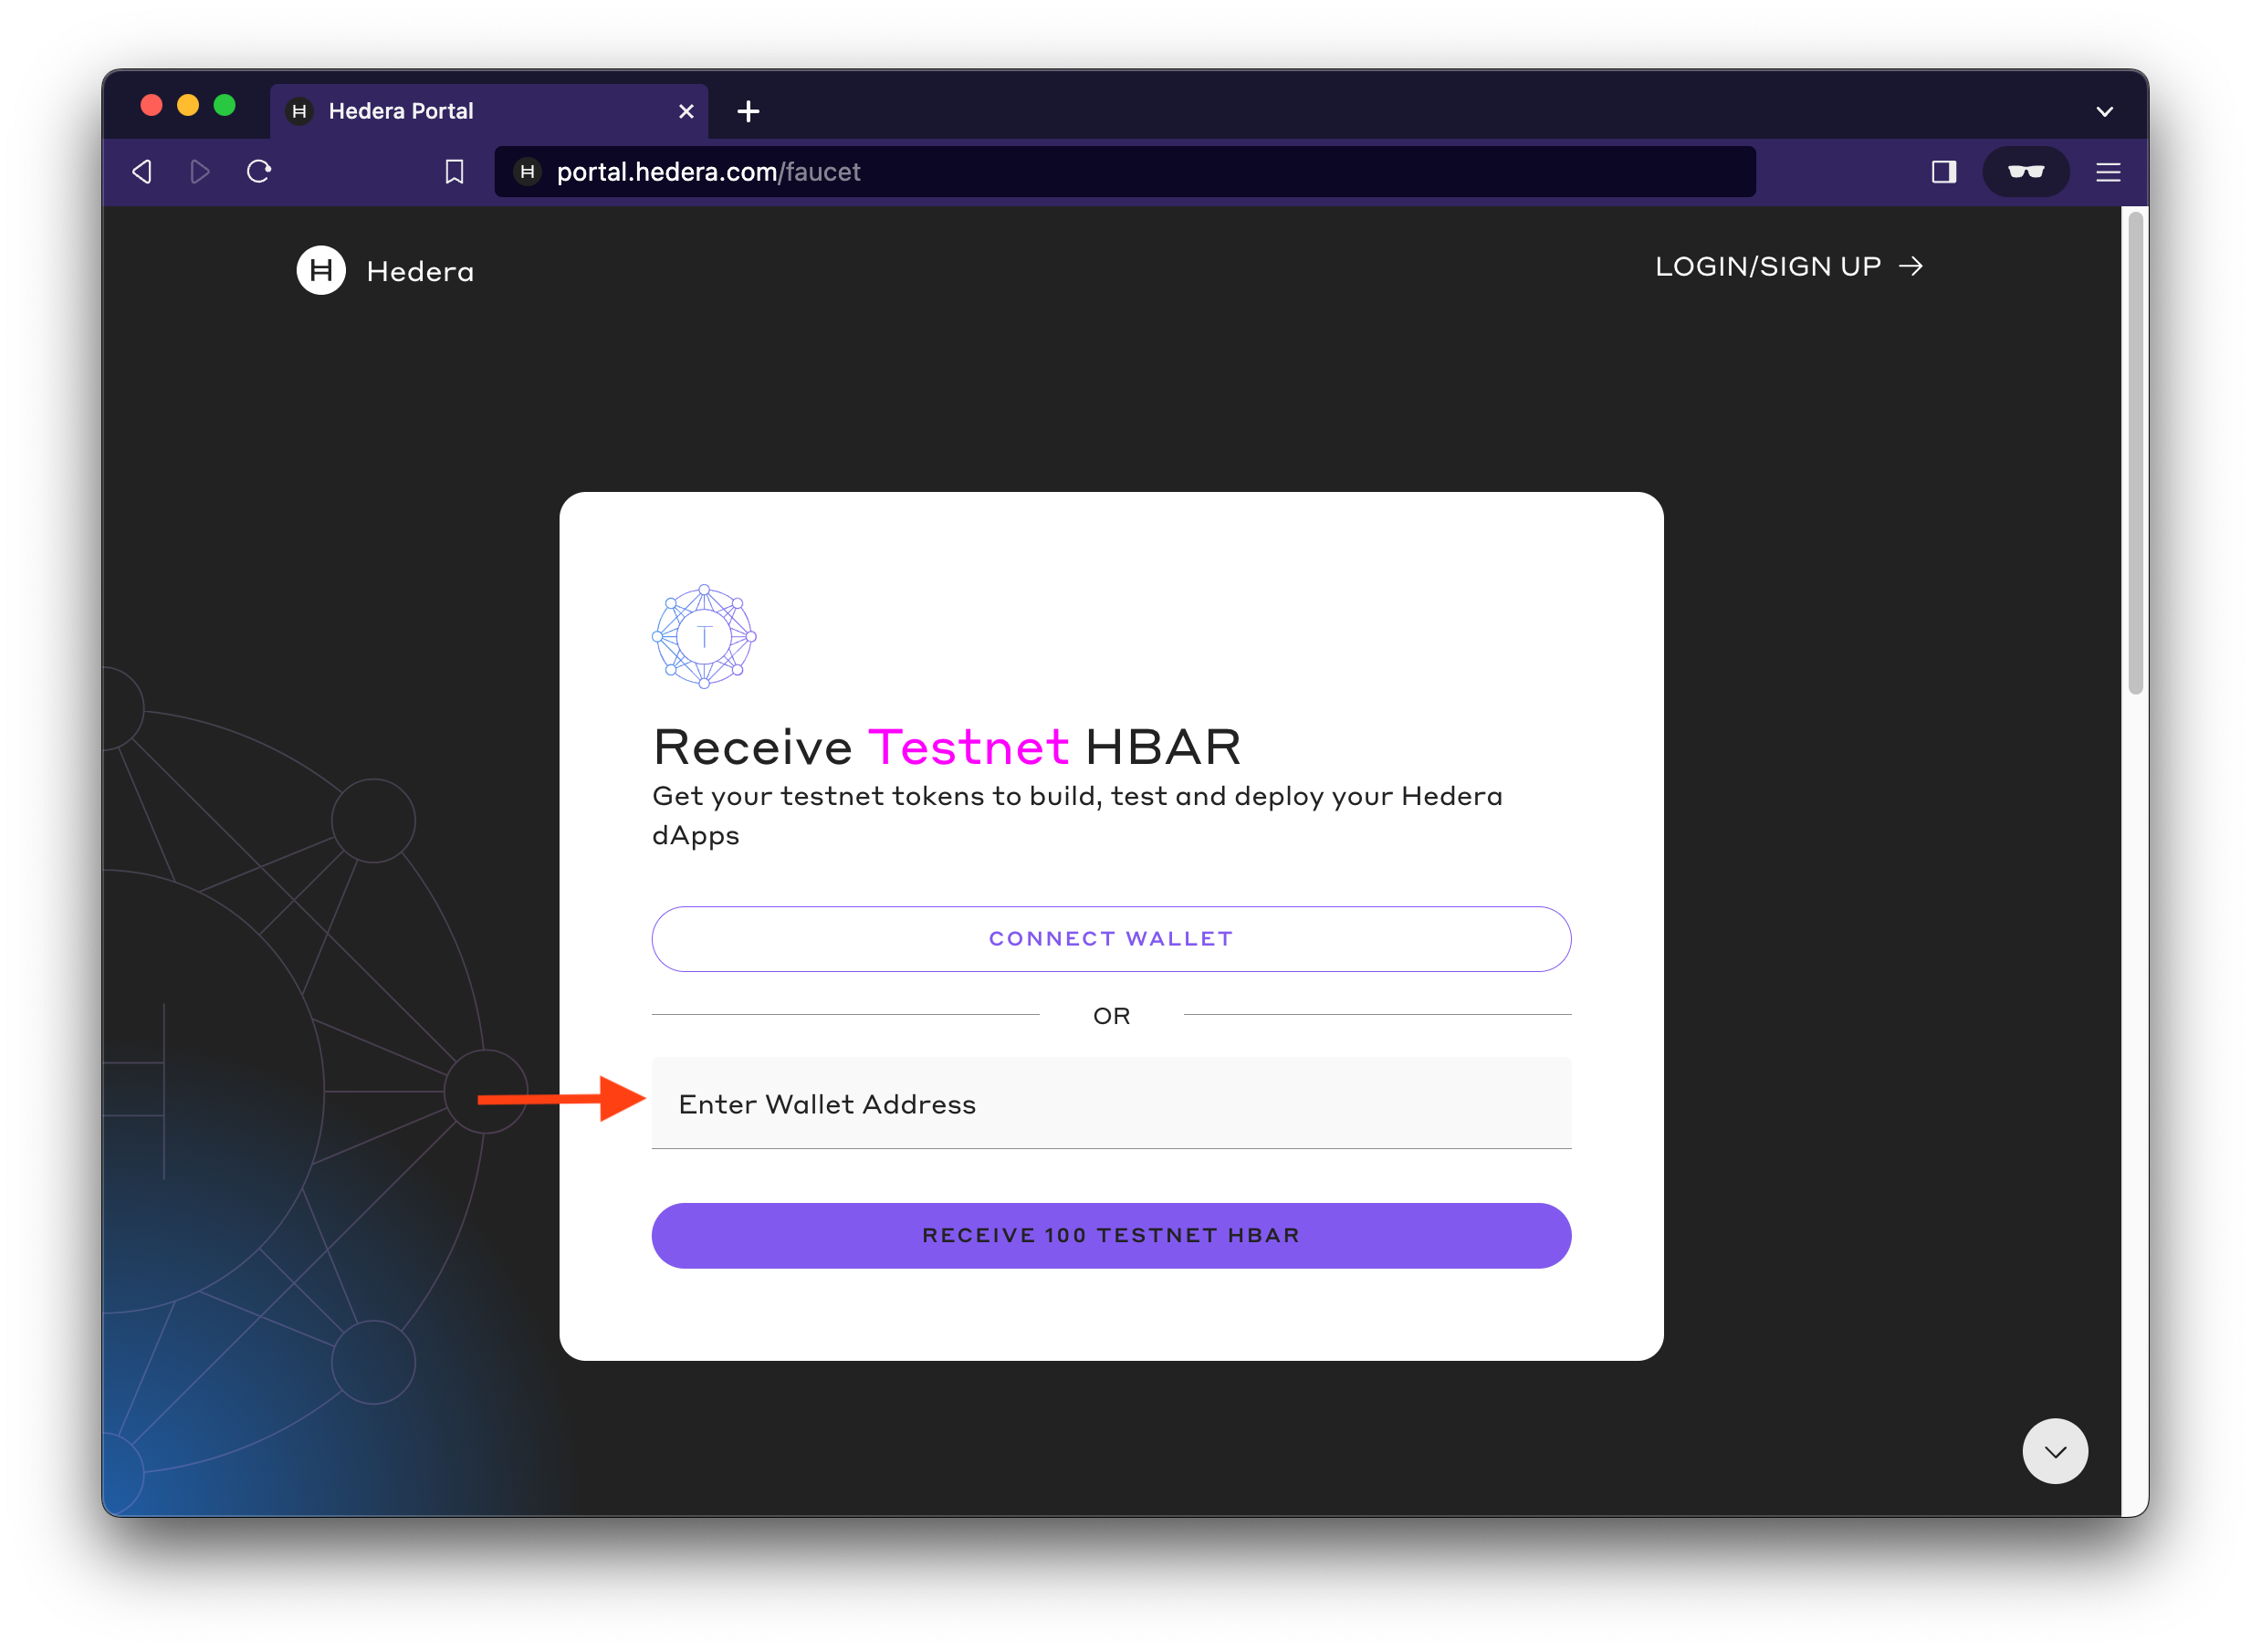 Hedera Portal
portal.hedera.com/faucet
Hedera
LOGIN/SIGN UP →
T
Receive Testnet HBAR
Get your testnet tokens to build, test and deploy your Hedera
dApps
CONNECT WALLET
OR
Enter Wallet Address
RECEIVE 100 TESTNET HBAR